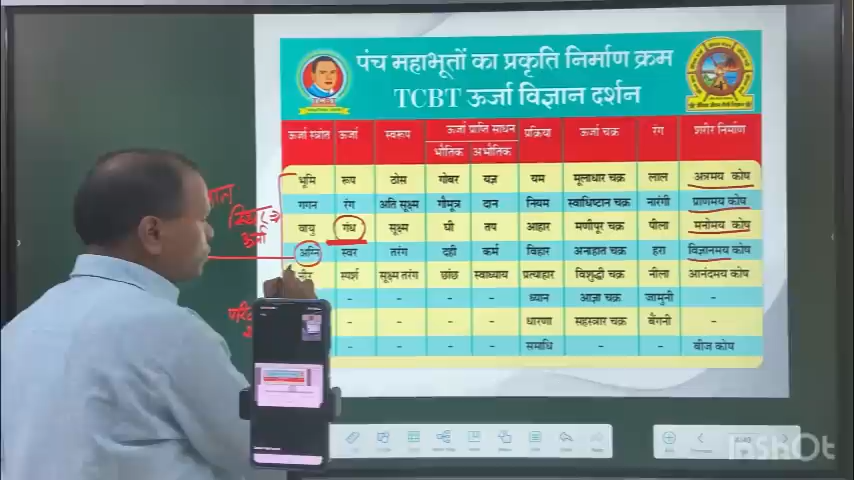 पंच महाभूतों का प्रकृति निर्माण क्रम
TCBT ऊर्जा विज्ञान दर्शन
ऊर्जा स्त्रोत ऊर्जा स्वरूप ऊर्जा प्राप्ति साधन प्रक्रिया ऊर्जा चक्र रंग शरीर निर्माण
भौतिक अभौतिक
भूमि रूप ठोस गोबर यज्ञ यम मूलाधार चक्र लाल अन्नमय कोष
गगन रंग अति सूक्ष्म गौमूत्र दान नियम स्वाधिष्टान चक्र नारंगी प्राणमय कोष
वायु गंध सूक्ष्म घी तप आहार मणीपूर चक्र पीला मनोमय कोष
अग्नि स्वर तरंग दही कर्म विहार अनाहात चक्र हरा विज्ञानमय कोष
नीर स्पर्श सूक्ष्म तरंग छांछ स्वाध्याय प्रत्याहार विशुद्धी चक्र नीला आनंदमय कोष
- - - - ध्यान आज्ञा चक्र जामुनी -
- - - - धारणा सहस्त्रार चक्र बैंगनी -
- - - - समाधि - - बीज कोष
InShOt